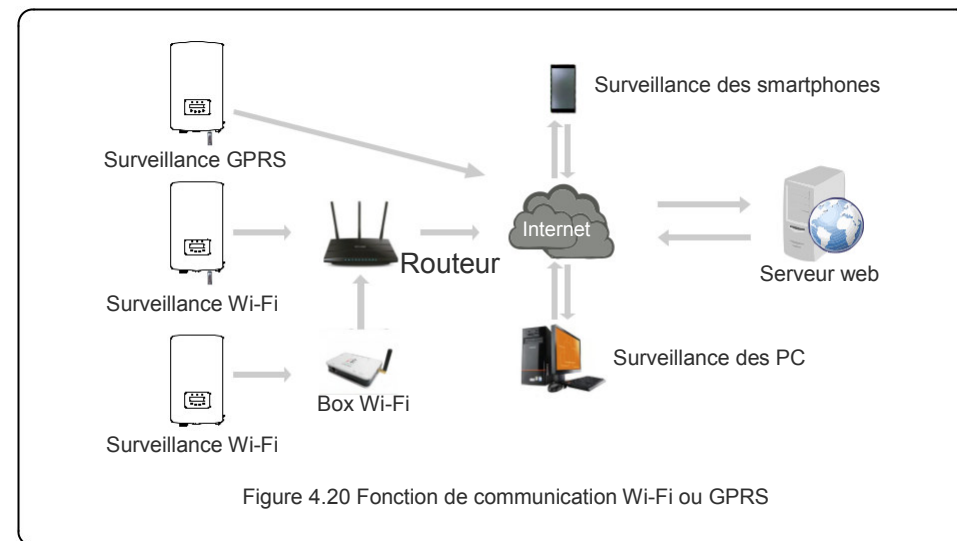 Surveillance des smartphones
Surveillance GPRS
Internet
Routeur
Serveur web
Surveillance Wi-Fi
Surveillance des PC
Box Wi-Fi
Surveillance Wi-Fi
Figure 4.20 Fonction de communication Wi-Fi ou GPRS